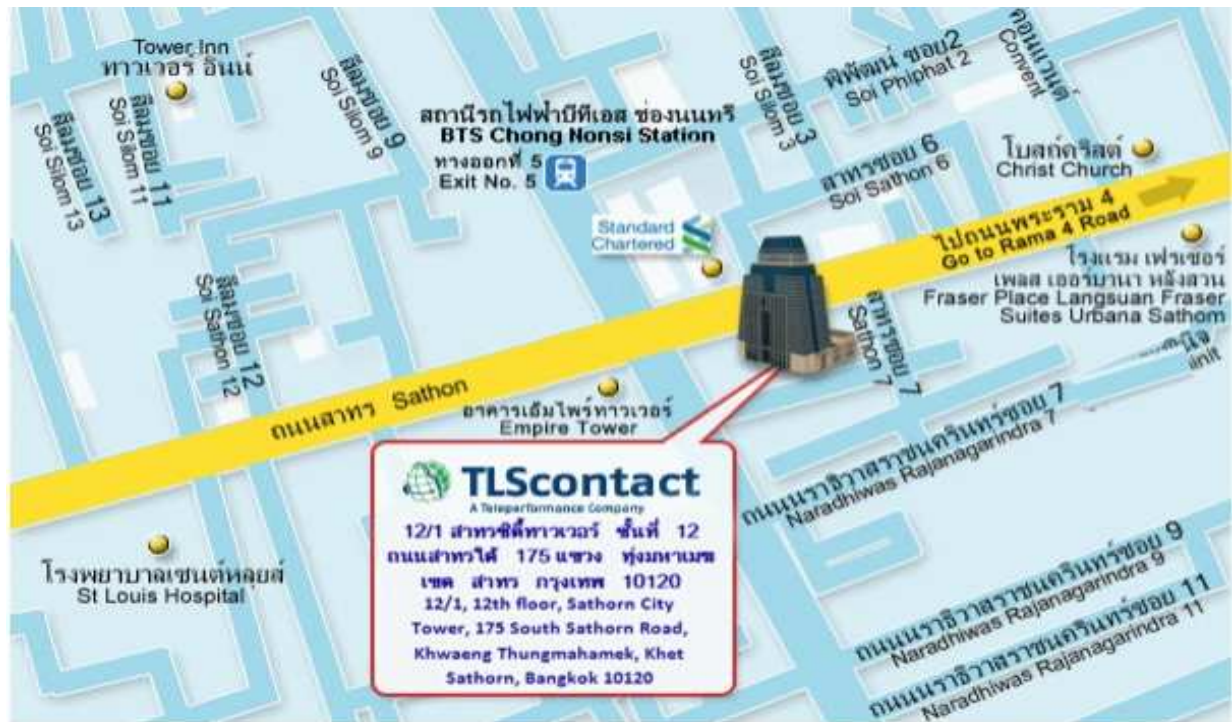 Tower Inn
ทาวเวอร์ อินน์
สีลมซอย 13
Soi Silom 13
สีลมซอย 11
Soi Silom 11
สีลมซอย 9
Soi Silom 9
สถานีรถไฟฟ้าบีทีเอส ช่องนนทรี
BTS Chong Nonsi Station
ทางออกที่ 5
Exit No. 5
สีลมซอย 3
Soi Silom 3
พิพัฒน์ ซอย 2
Soi Phiphat 2
คอนแวนต์
Convent
สาทรซอย 6
Soi Sathon 6
โบสถ์คริสต์
Christ Church
Standard
Chartered
ไปถนนพระราม 4
Go to Rama 4 Road
โรงแรม เฟรเซอร์
เพลส เออร์บานา หลังสวน
Fraser Place Langsuan Fraser
Suites Urbana Sathorn
สีลมซอย 12
Soi Sathon 12
สาทรซอย 7
Sathon 7
ถนนสาทร Sathon
อาคารเอ็มไพร์ทาวเวอร์
Empire Tower
ถนนนราธิวาสราชนครินทร์ซอย 7
Naradhiwas Rajanagarindra 7
TLScontact
A Teleperformance Company
12/1 สาทรซิตี้ทาวเวอร์ ชั้นที่ 12
ถนนสาทรใต้ 175 แขวง ทุ่งมหาเมฆ
เขต สาทร กรุงเทพ 10120
12/1, 12th floor, Sathorn City
Tower, 175 South Sathorn Road,
Khwaeng Thungmahamek, Khet
Sathorn, Bangkok 10120
โรงพยาบาลเซนต์หลุยส์
St Louis Hospital
ถนนนราธิวาสราชนครินทร์ซอย 9
Naradhiwas Rajanagarindra 9
ถนนนราธิวาสราชนครินทร์ซอย 11
Naradhiwas Rajanagarindra 11